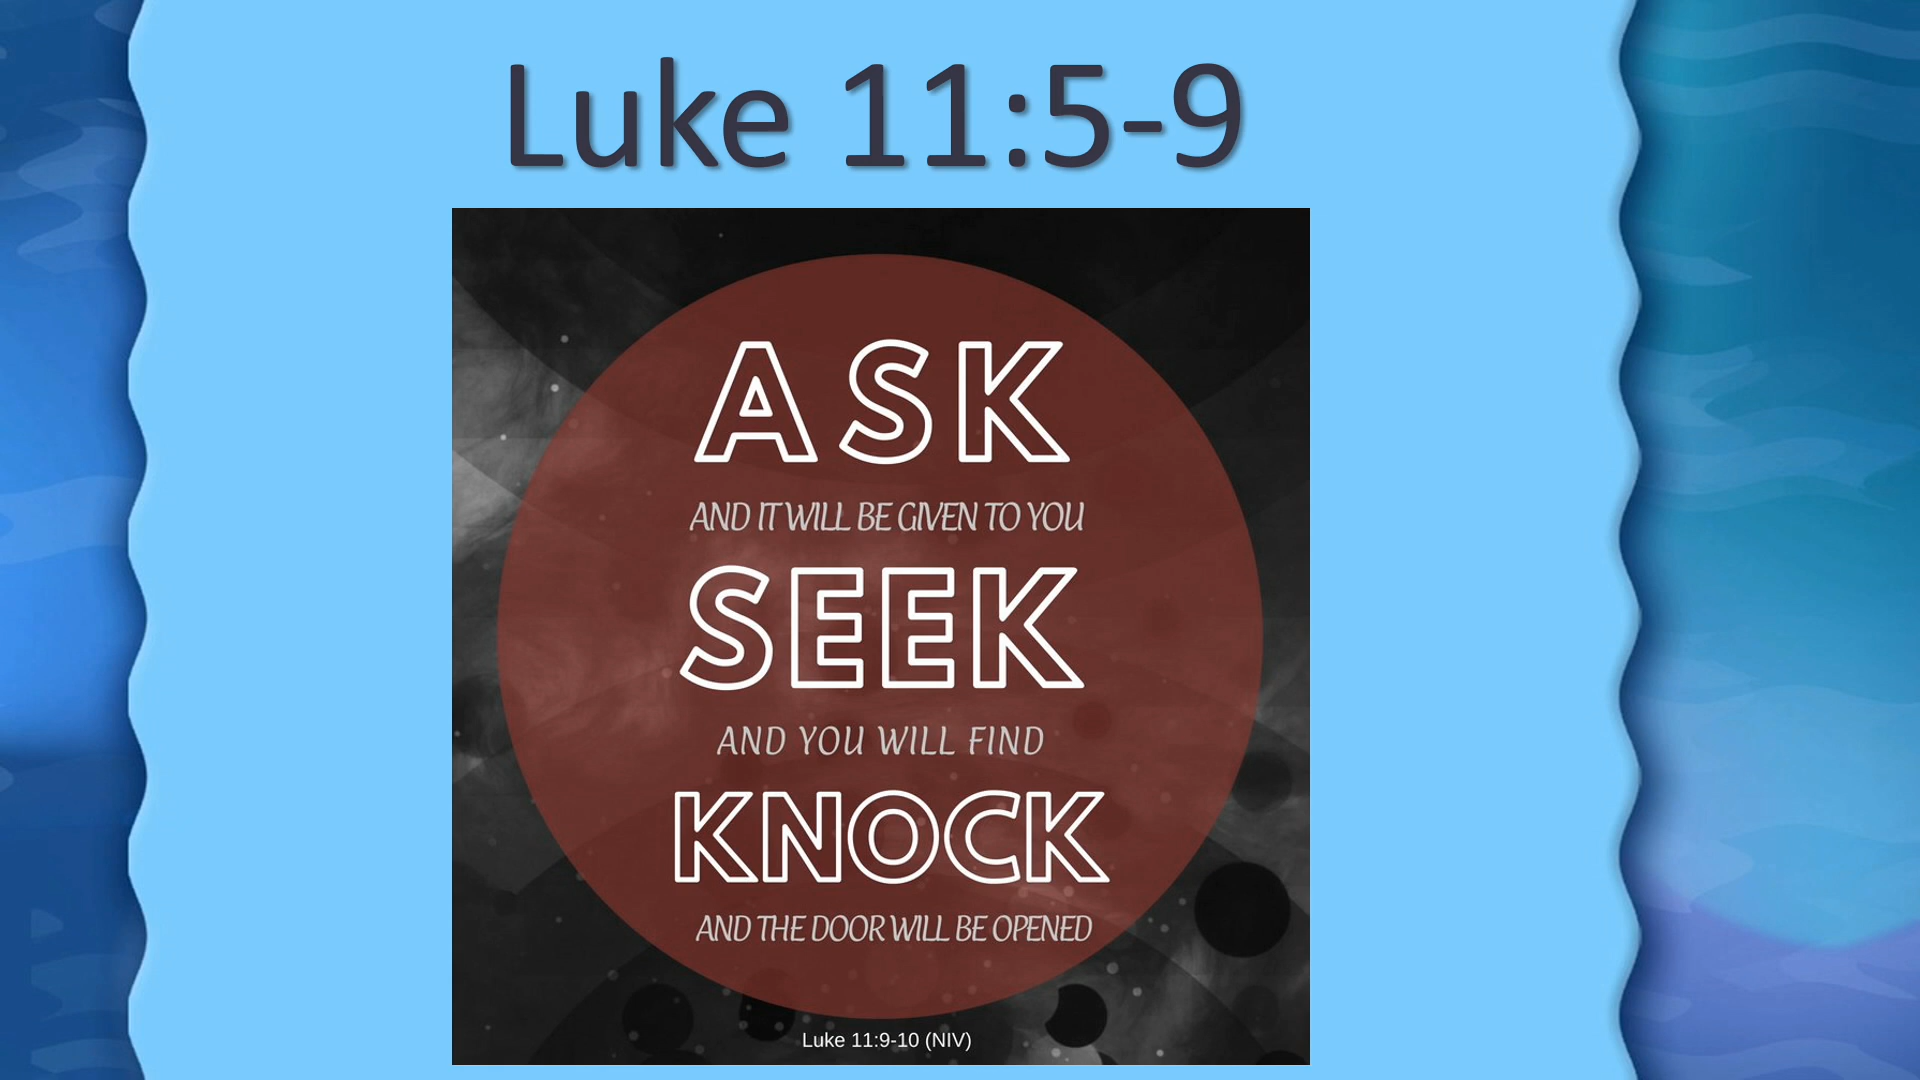 Luke 11:5-9
ASK
AND IT WILL BE GIVEN TO YOU
SEEK
AND YOU WILL FIND
KNOCK
AND THE DOOR WILL BE OPENED
Luke 11:9-10 (NIV)